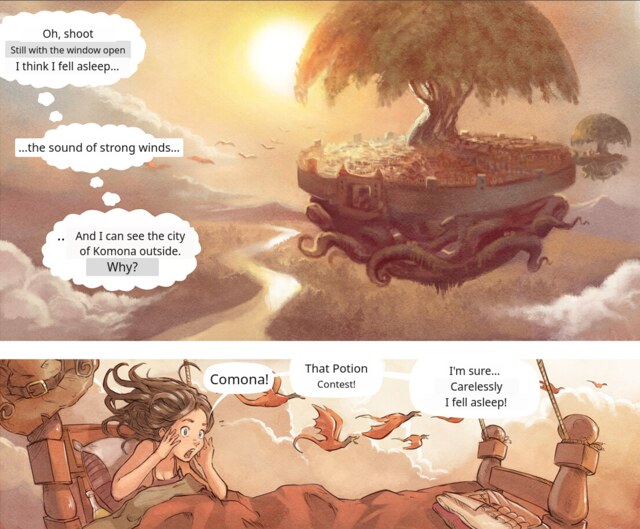 Oh, shoot
Still with the window open
I think I fell asleep...
...the sound of strong winds...
.. And I can see the city
of Komona outside.
Why?
Comona!
That Potion
Contest!
I'm sure...
Carelessly
I fell asleep!